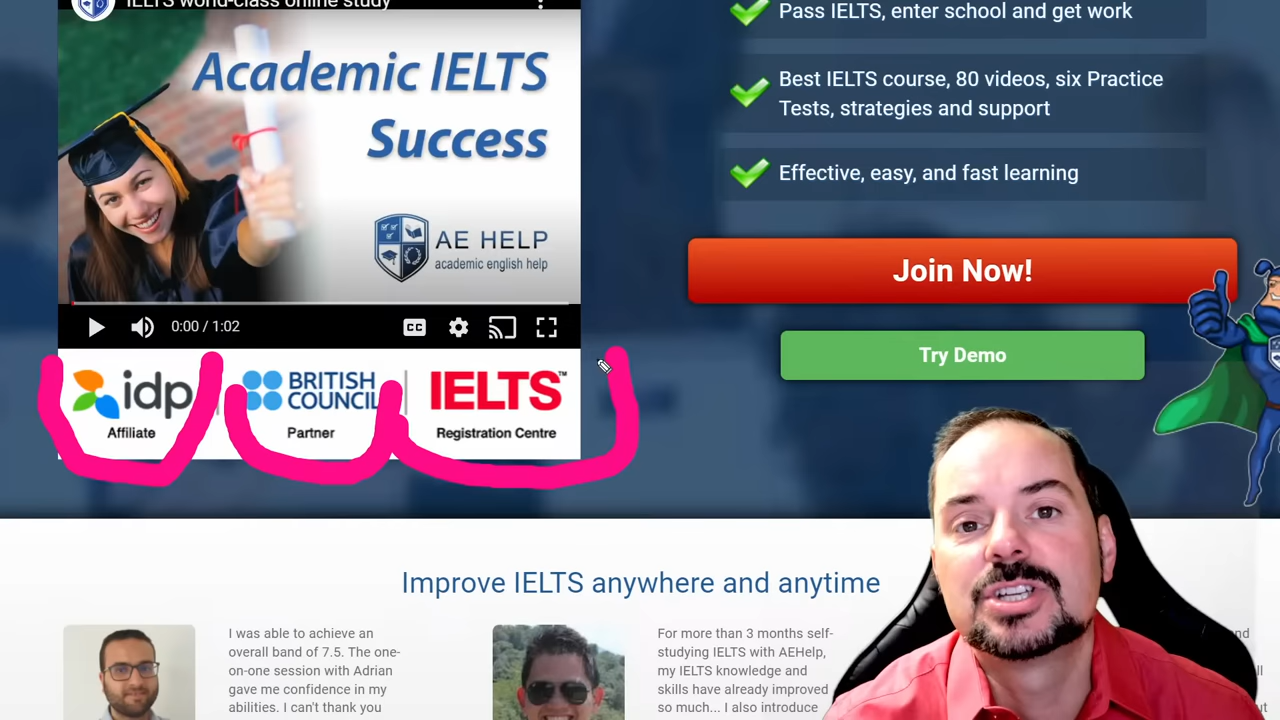 IELTS world-class online study
Academic IELTS
Success
AE HELP
academic english help
0:00 / 1:02
CC
idp
Affiliate
BRITISH
COUNCIL
Partner
IELTS™
Registration Centre
Pass IELTS, enter school and get work
Best IELTS course, 80 videos, six Practice
Tests, strategies and support
Effective, easy, and fast learning
Join Now!
Try Demo
Improve IELTS anywhere and anytime
I was able to achieve an
overall band of 7.5. The one-
on-one session with Adrian
gave me confidence in my
abilities. I can't thank you
For more than 3 months self-
studying IELTS with AEHelp,
my IELTS knowledge and
skills have already improved
so much... I also introduce